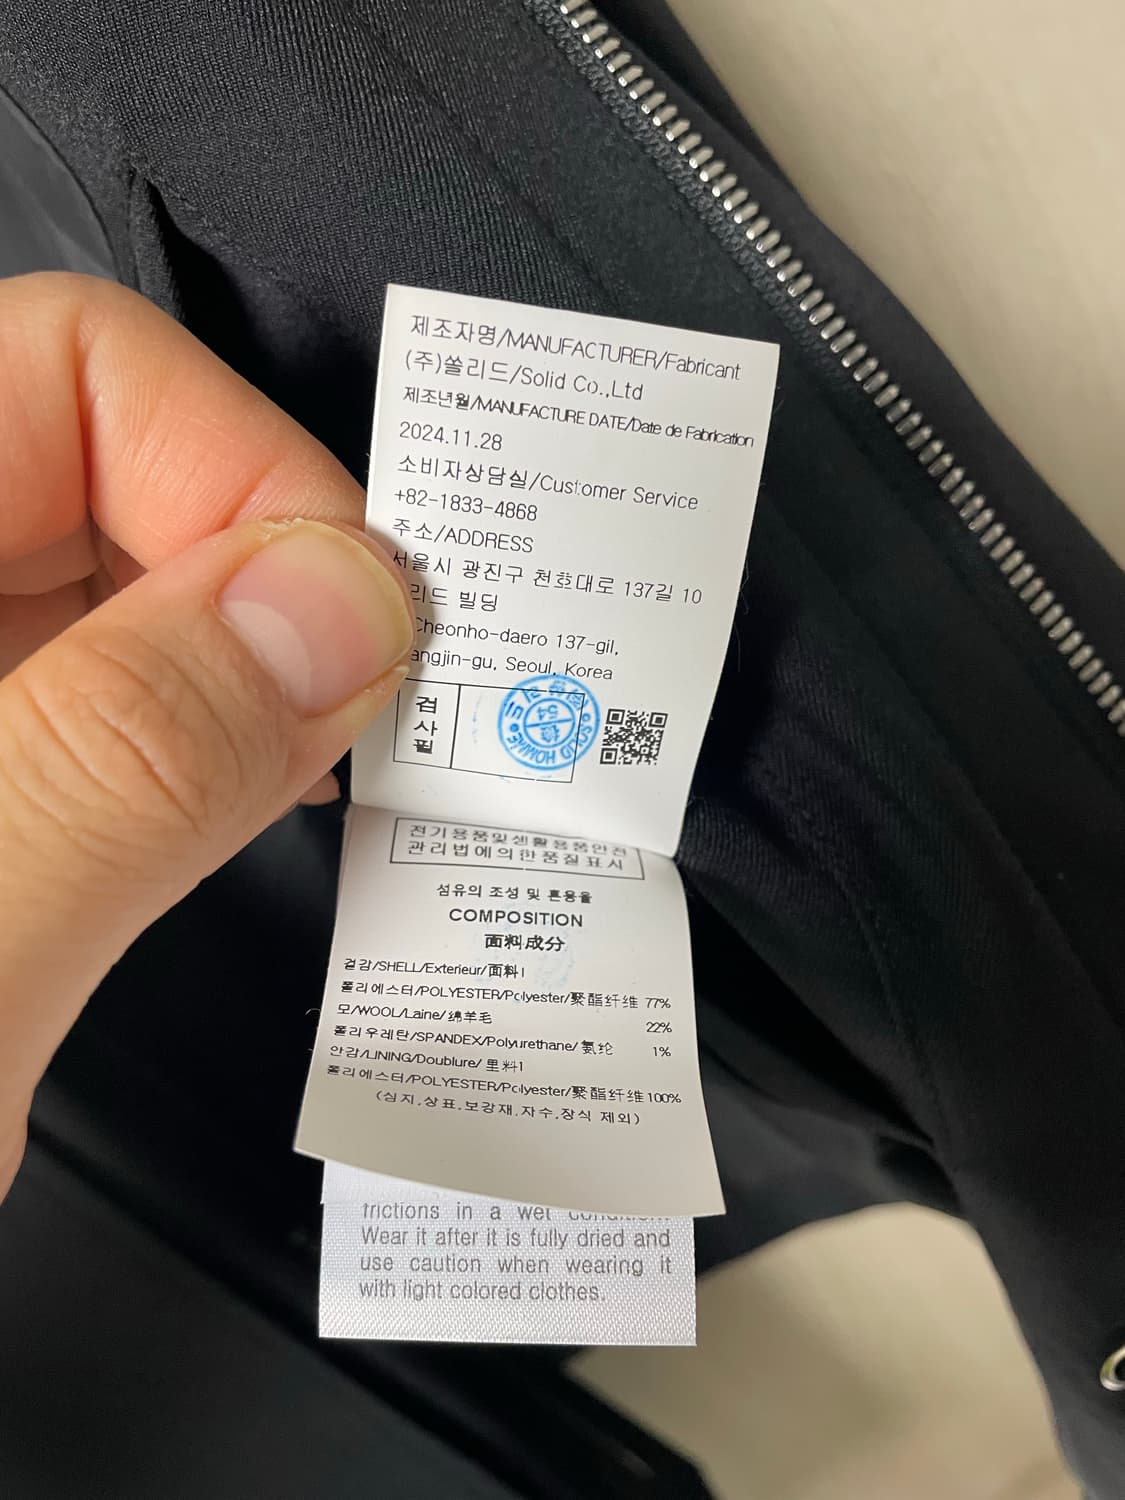 제조자명/MANUFACTURER/Fabricant
(주)쏠리드/Solid Co.,Ltd
제조년월/MANUFACTURE DATE/Date de Fabrication
2024.11.28
소비자상담실/Customer Service
+82-1833-4868
주소/ADDRESS
서울시 광진구 천호대로 137길 10
리드 빌딩
Cheonho-daero 137-gil,
angjin-gu, Seoul, Korea
검사필
SOLID HOMME
54
檢
전기용품및생활용품안전
관리법에의한품질표시
섬유의 조성 및 혼용율
COMPOSITION
面料成分
겉감/SHELL/Exterieur/面料1
폴리에스터/POLYESTER/Polyester/聚酯纤维 77%
모/WOOL/Laine/绵羊毛 22%
폴리우레탄/SPANDEX/Polyurethane/氨纶 1%
안감/LINING/Doublure/里料1
폴리에스터/POLYESTER/Polyester/聚酯纤维 100%
(심지,상표,보강재,자수,장식 제외)
frictions in a wet condition.
Wear it after it is fully dried and
use caution when wearing it
with light colored clothes.